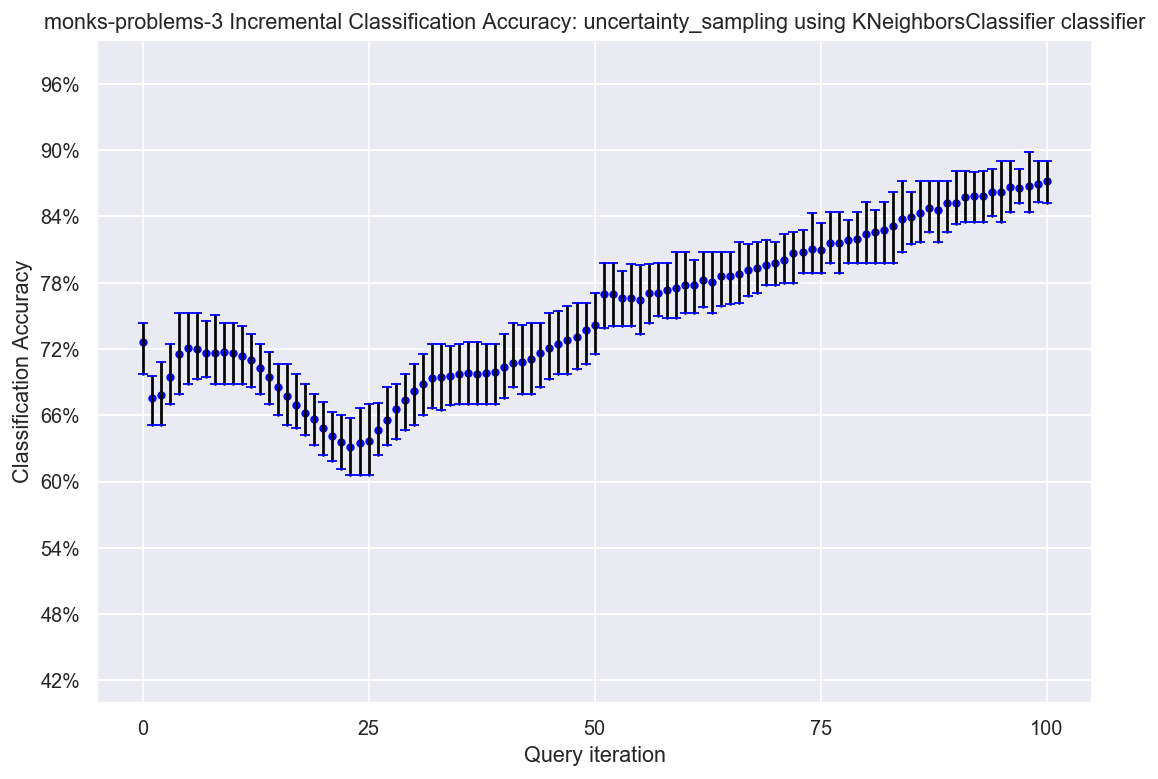 monks-problems-3 Incremental Classification Accuracy: uncertainty_sampling using KNeighborsClassifier classifier
96%
90%
84%
78%
72%
66%
60%
54%
48%
42%
Classification Accuracy
0 25 50 75 100
Query iteration